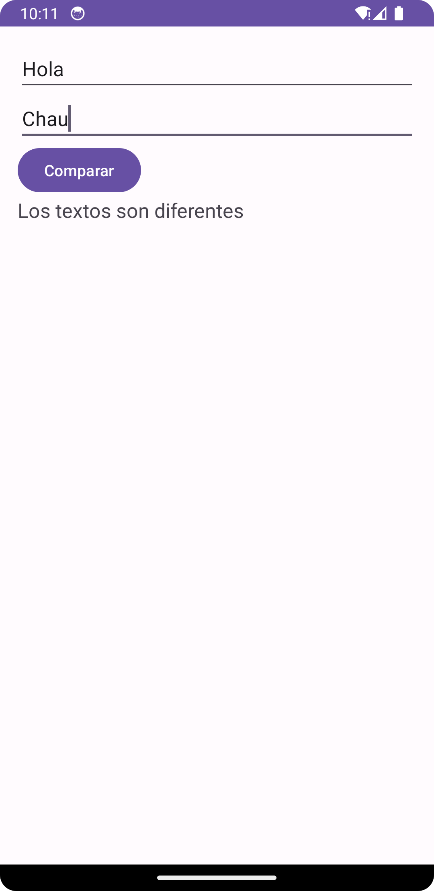 10:11
Hola
Chau
Comparar
Los textos son diferentes